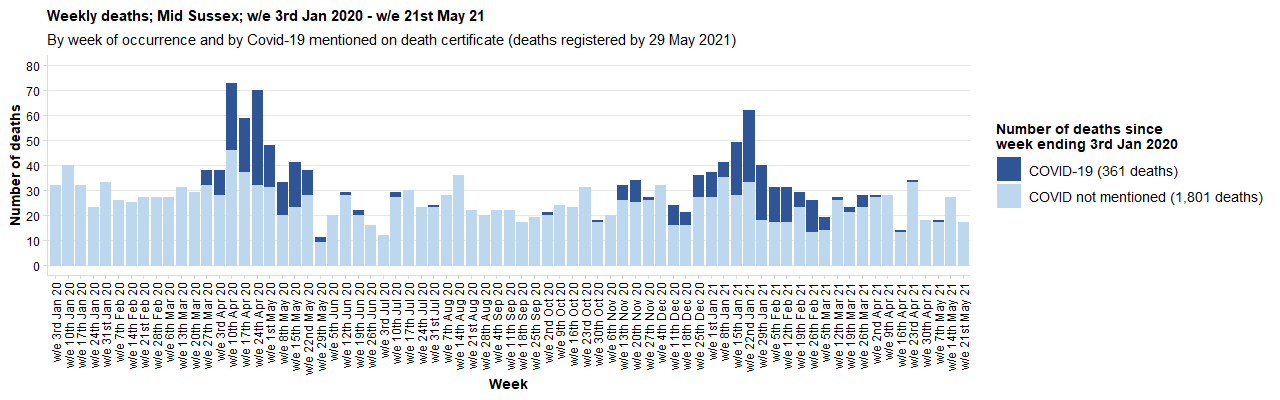 Weekly deaths; Mid Sussex; w/e 3rd Jan 2020 - w/e 21st May 21
By week of occurrence and by Covid-19 mentioned on death certificate (deaths registered by 29 May 2021)
Number of deaths
80
70
60
50
40
30
20
10
0
w/e 3rd Jan 20
w/e 10th Jan 20
w/e 17th Jan 20
w/e 24th Jan 20
w/e 31st Jan 20
w/e 7th Feb 20
w/e 14th Feb 20
w/e 21st Feb 20
w/e 28th Feb 20
w/e 6th Mar 20
w/e 13th Mar 20
w/e 20th Mar 20
w/e 27th Mar 20
w/e 3rd Apr 20
w/e 10th Apr 20
w/e 17th Apr 20
w/e 24th Apr 20
w/e 1st May 20
w/e 8th May 20
w/e 15th May 20
w/e 22nd May 20
w/e 29th May 20
w/e 5th Jun 20
w/e 12th Jun 20
w/e 19th Jun 20
w/e 26th Jun 20
w/e 3rd Jul 20
w/e 10th Jul 20
w/e 17th Jul 20
w/e 24th Jul 20
w/e 31st Jul 20
w/e 7th Aug 20
w/e 14th Aug 20
w/e 21st Aug 20
w/e 28th Aug 20
w/e 4th Sep 20
w/e 11th Sep 20
w/e 18th Sep 20
w/e 25th Sep 20
w/e 2nd Oct 20
w/e 9th Oct 20
w/e 16th Oct 20
w/e 23rd Oct 20
w/e 30th Oct 20
w/e 6th Nov 20
w/e 13th Nov 20
w/e 20th Nov 20
w/e 27th Nov 20
w/e 4th Dec 20
w/e 11th Dec 20
w/e 18th Dec 20
w/e 25th Dec 20
w/e 1st Jan 21
w/e 8th Jan 21
w/e 15th Jan 21
w/e 22nd Jan 21
w/e 29th Jan 21
w/e 5th Feb 21
w/e 12th Feb 21
w/e 19th Feb 21
w/e 26th Feb 21
w/e 5th Mar 21
w/e 12th Mar 21
w/e 19th Mar 21
w/e 26th Mar 21
w/e 2nd Apr 21
w/e 9th Apr 21
w/e 16th Apr 21
w/e 23rd Apr 21
w/e 30th Apr 21
w/e 7th May 21
w/e 14th May 21
w/e 21st May 21
Week
Number of deaths since
week ending 3rd Jan 2020
COVID-19 (361 deaths)
COVID not mentioned (1,801 deaths)